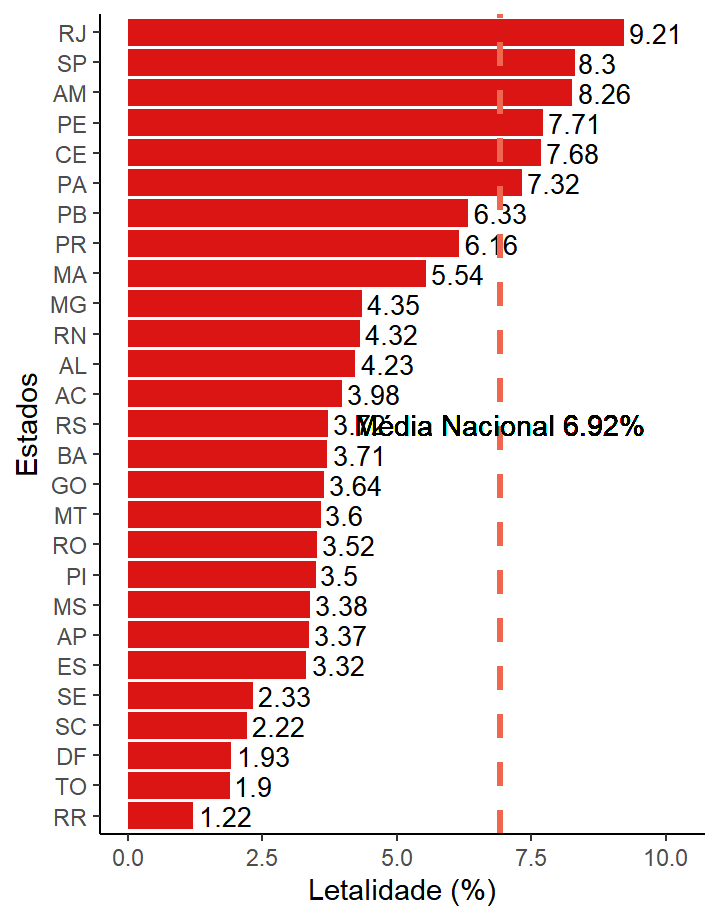 RJ 9.21
SP 8.3
AM 8.26
PE 7.71
CE 7.68
PA 7.32
PB 6.33
PR 6.16
MA 5.54
MG 4.35
RN 4.32
AL 4.23
AC 3.98
RS 3.72 Média Nacional 6.92%
BA 3.71
GO 3.64
MT 3.6
RO 3.52
PI 3.5
MS 3.38
AP 3.37
ES 3.32
SE 2.33
SC 2.22
DF 1.93
TO 1.9
RR 1.22
Estados
0.0 2.5 5.0 7.5 10.0
Letalidade (%)